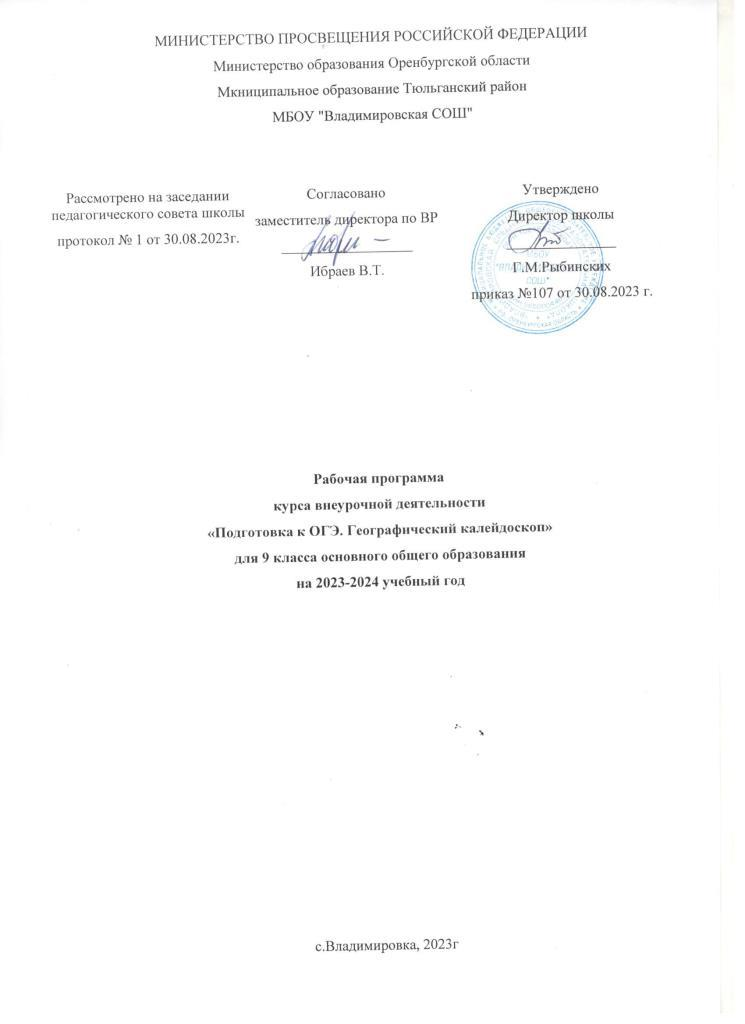 МИНИСТЕРСТВО ПРОСВЕЩЕНИЯ РОССИЙСКОЙ ФЕДЕРАЦИИ
Министерство образования Оренбургской области
Мкниципальное образование Тюльганский район
МБОУ "Владимировская СОШ"
Рассмотрено на заседании
педагогического совета школы
протокол № 1 от 30.08.2023г.
Согласовано
заместитель директора по ВР
Ибраев В.Т.
Утверждено
Директор школы
Г.М.Рыбинских
приказ №107 от 30.08.2023 г.
МБОУ
СОШ"
Рабочая программа
курса внеурочной деятельности
«Подготовка к ОГЭ. Географический калейдоскоп»
для 9 класса основного общего образования
на 2023-2024 учебный год
с.Владимировка, 2023г